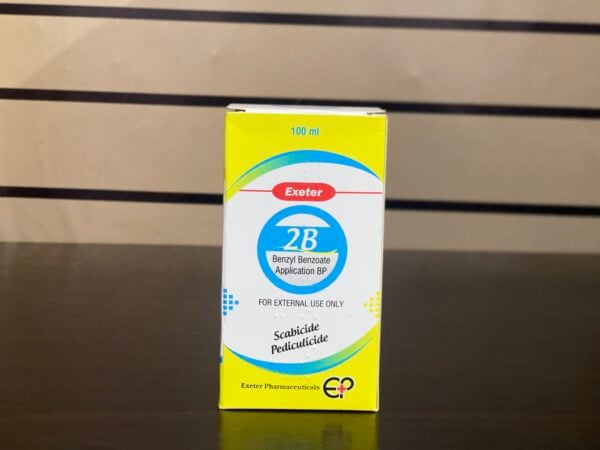 100 ml
Exeter
2B
Benzyl Benzoate
Application BP
FOR EXTERNAL USE ONLY
Scabicide
Pediculicide
Exeter Pharmaceuticals EP